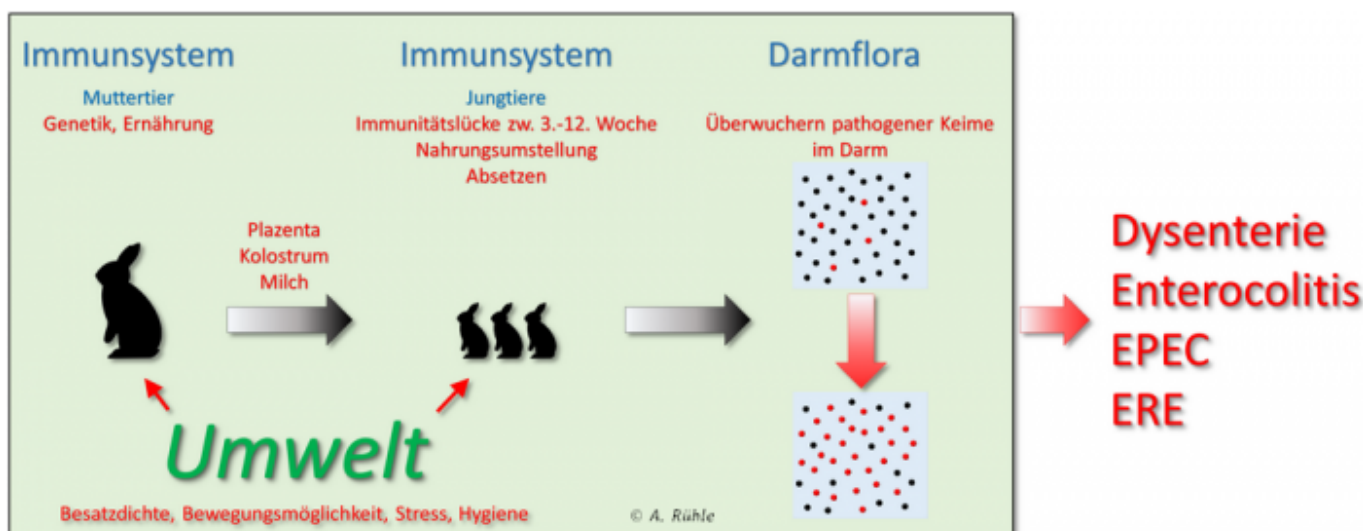 Immunsystem
Muttertier
Genetik, Ernährung
Immunsystem
Jungtiere
Immunitätslücke zw. 3.-12. Woche
Nahrungsumstellung
Absetzen
Darmflora
Überwuchern pathogener Keime
im Darm
Plazenta
Kolostrum
Milch
Umwelt
Besatzdichte, Bewegungsmöglichkeit, Stress, Hygiene
© A. Rühle
Dysenterie
Enterocolitis
EPEC
ERE